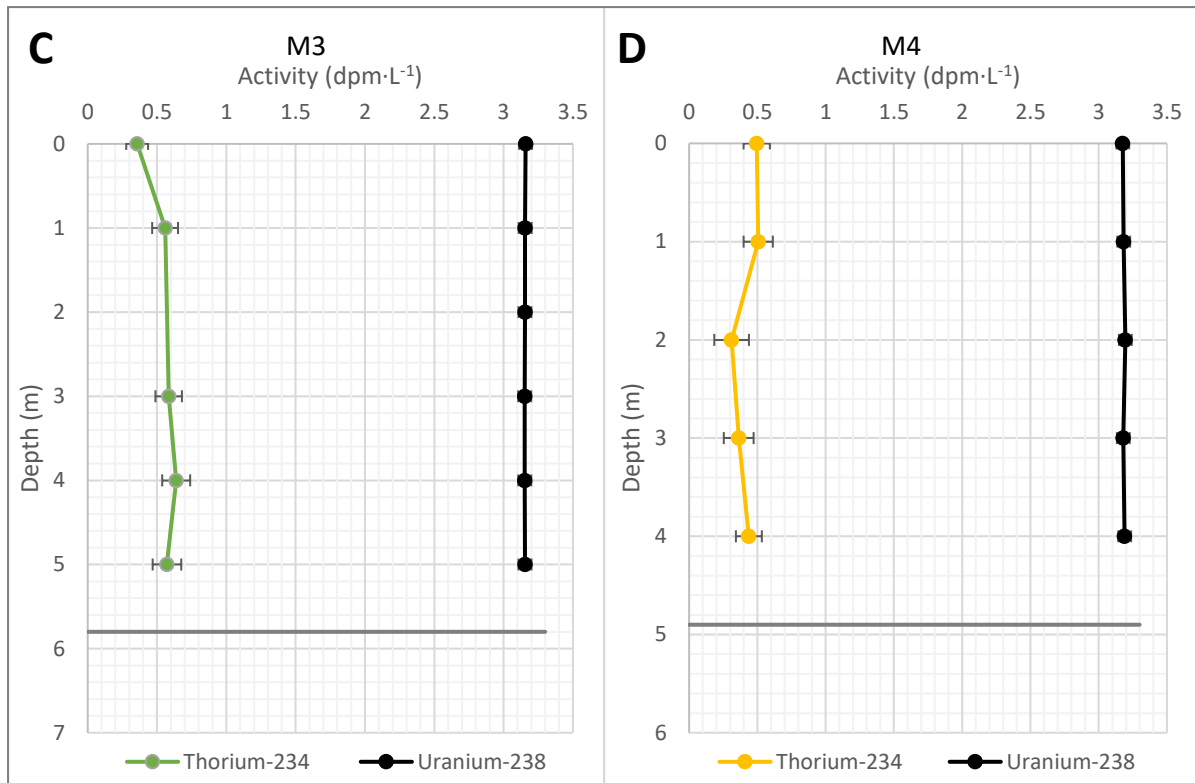 C
M3
Activity (dpm·L⁻¹)
0 0.5 1 1.5 2 2.5 3 3.5
0
1
2
3
4
5
6
7
Depth (m)
Thorium-234 Uranium-238
D
M4
Activity (dpm·L⁻¹)
0 0.5 1 1.5 2 2.5 3 3.5
0
1
2
3
4
5
6
Depth (m)
Thorium-234 Uranium-238